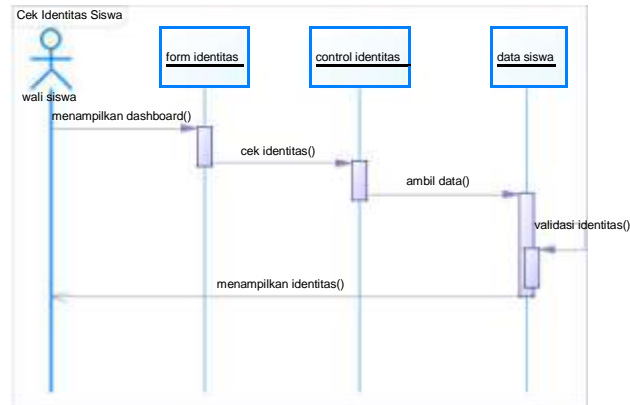 Cek Identitas Siswa
form identitas
control identitas
data siswa
wali siswa
menampilkan dashboard()
cek identitas()
ambil data()
validasi identitas()
menampilkan identitas()